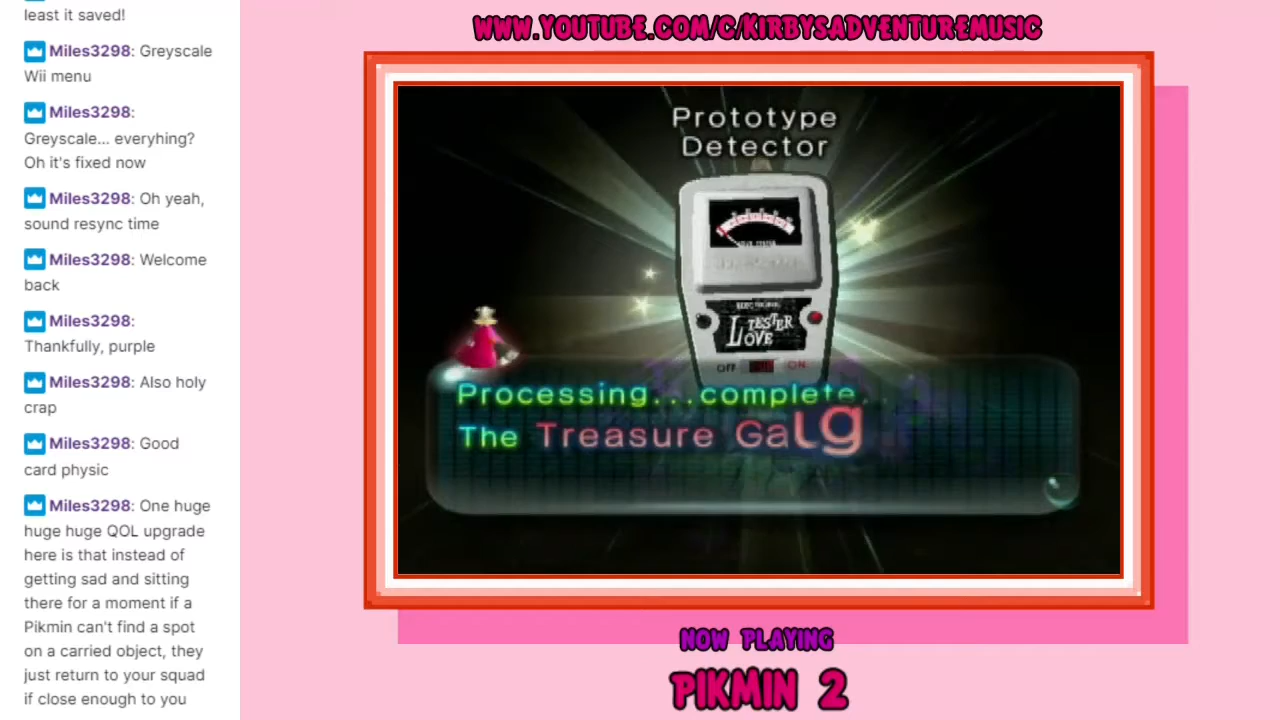 least it saved!
Miles3298: Greyscale
Wii menu
Miles3298:
Greyscale... everyhing?
Oh it's fixed now
Miles3298: Oh yeah,
sound resync time
Miles3298: Welcome
back
Miles3298:
Thankfully, purple
Miles3298: Also holy
crap
Miles3298: Good
card physic
Miles3298: One huge
huge huge QOL upgrade
here is that instead of
getting sad and sitting
there for a moment if a
Pikmin can't find a spot
on a carried object, they
just return to your squad
if close enough to you
WWW.YOUTUBE.COM/C/KIRBYSADVENTUREMUSIC
Prototype
Detector
LOVE
TESTER
OFF ON
Processing...complete..
The Treasure Galg
NOW PLAYING
PIKMIN 2